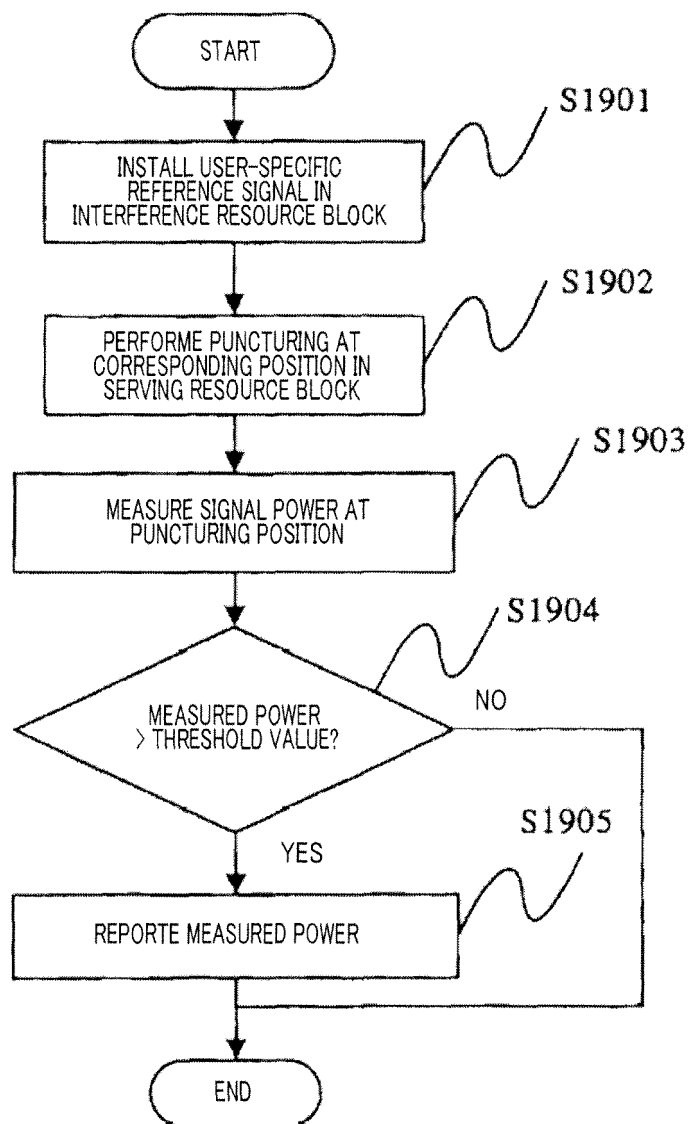 START
S1901
INSTALL USER-SPECIFIC
REFERENCE SIGNAL IN
INTERFERENCE RESOURCE BLOCK
S1902
PERFORME PUNCTURING AT
CORRESPONDING POSITION IN
SERVING RESOURCE BLOCK
S1903
MEASURE SIGNAL POWER AT
PUNCTURING POSITION
S1904
MEASURED POWER
> THRESHOLD VALUE?
NO
YES
S1905
REPORTE MEASURED POWER
END